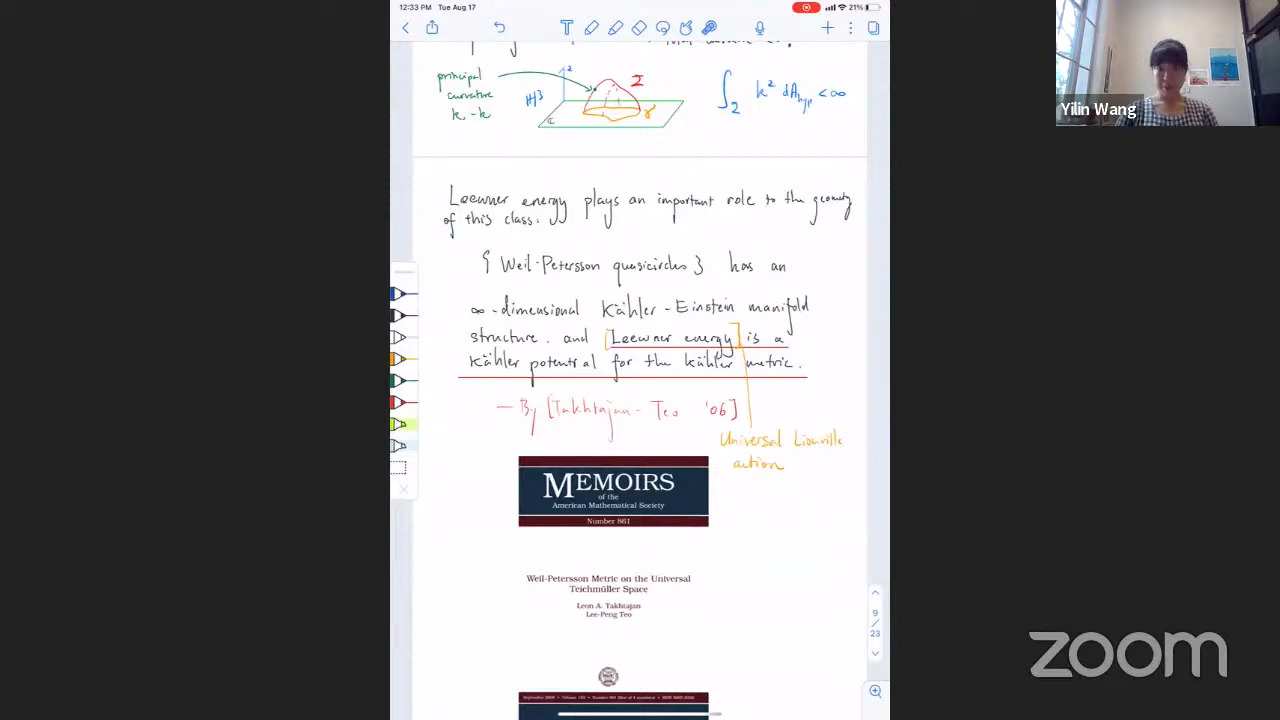 12:33 PM Tue Aug 17
21%
principal
curvature
k -k
H³
Σ
γ
ℂ
z
∫_Σ k² dA_hyp < ∞
Yilin Wang
Loewner energy plays an important role to the geometry
of this class.
{ Weil-Petersson quasicircles } has an
∞-dimensional Kähler-Einstein manifold
structure. and [Loewner energy] is a
Kähler potential for the Kähler metric.
— By [Takhtajan - Teo '06]
Universal Liouville
action
MEMOIRS
of the
American Mathematical Society
Number 861
Weil-Petersson Metric on the Universal
Teichmüller Space
Leon A. Takhtajan
Lee-Peng Teo
9
/
23
zoom